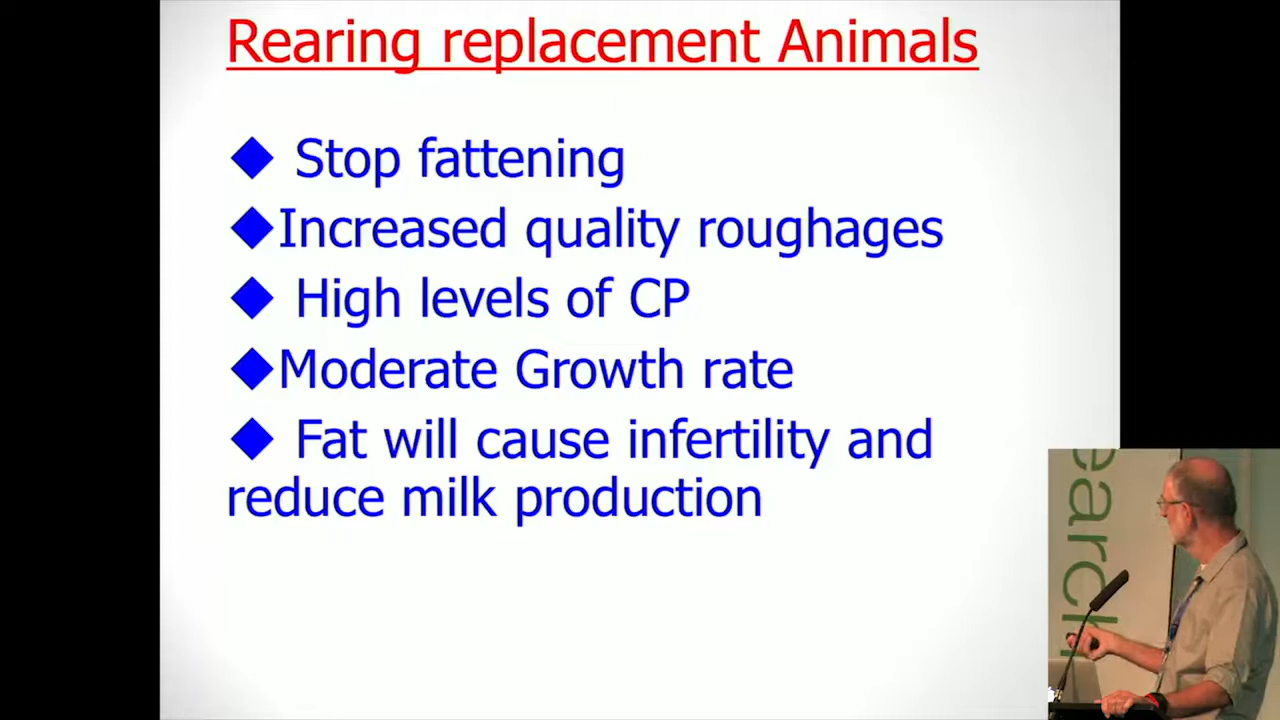 Rearing replacement Animals
◆ Stop fattening
◆Increased quality roughages
◆ High levels of CP
◆Moderate Growth rate
◆ Fat will cause infertility and
reduce milk production
earch